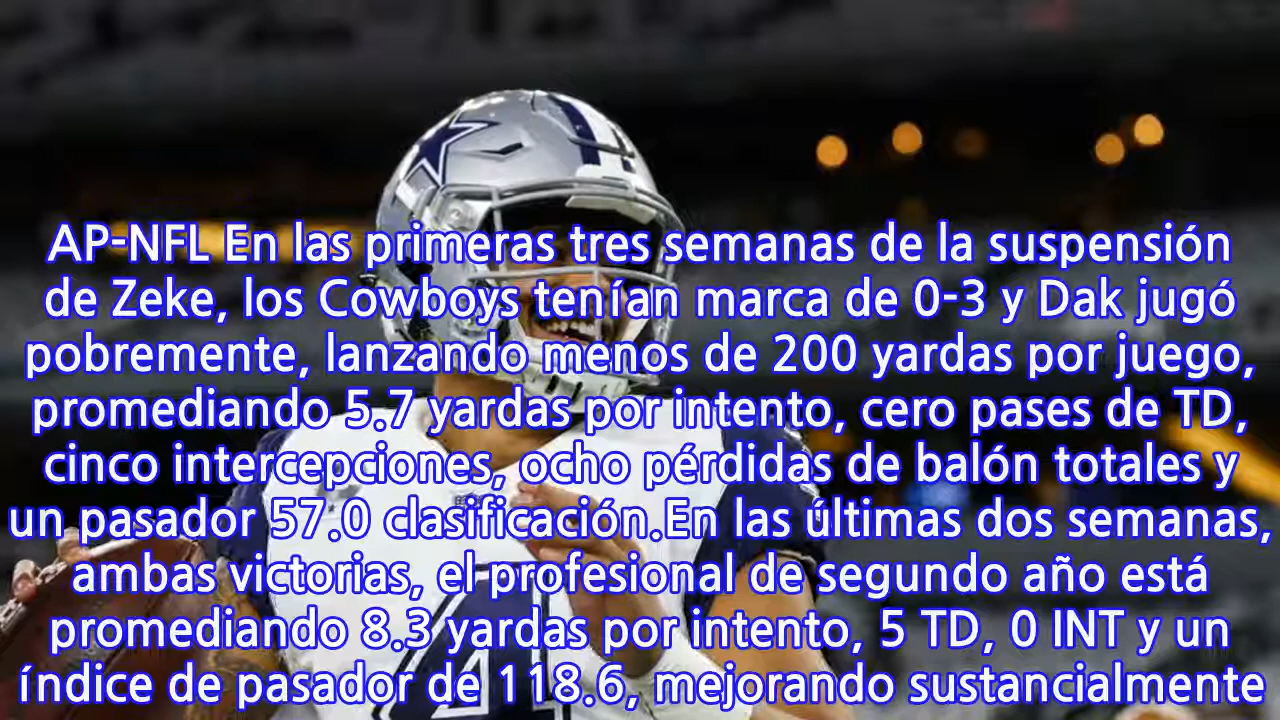 AP-NFL En las primeras tres semanas de la suspensión
de Zeke, los Cowboys tenían marca de 0-3 y Dak jugó
pobremente, lanzando menos de 200 yardas por juego,
promediando 5.7 yardas por intento, cero pases de TD,
cinco intercepciones, ocho pérdidas de balón totales y
un pasador 57.0 clasificación.En las últimas dos semanas,
ambas victorias, el profesional de segundo año está
promediando 8.3 yardas por intento, 5 TD, 0 INT y un
índice de pasador de 118.6, mejorando sustancialmente
4